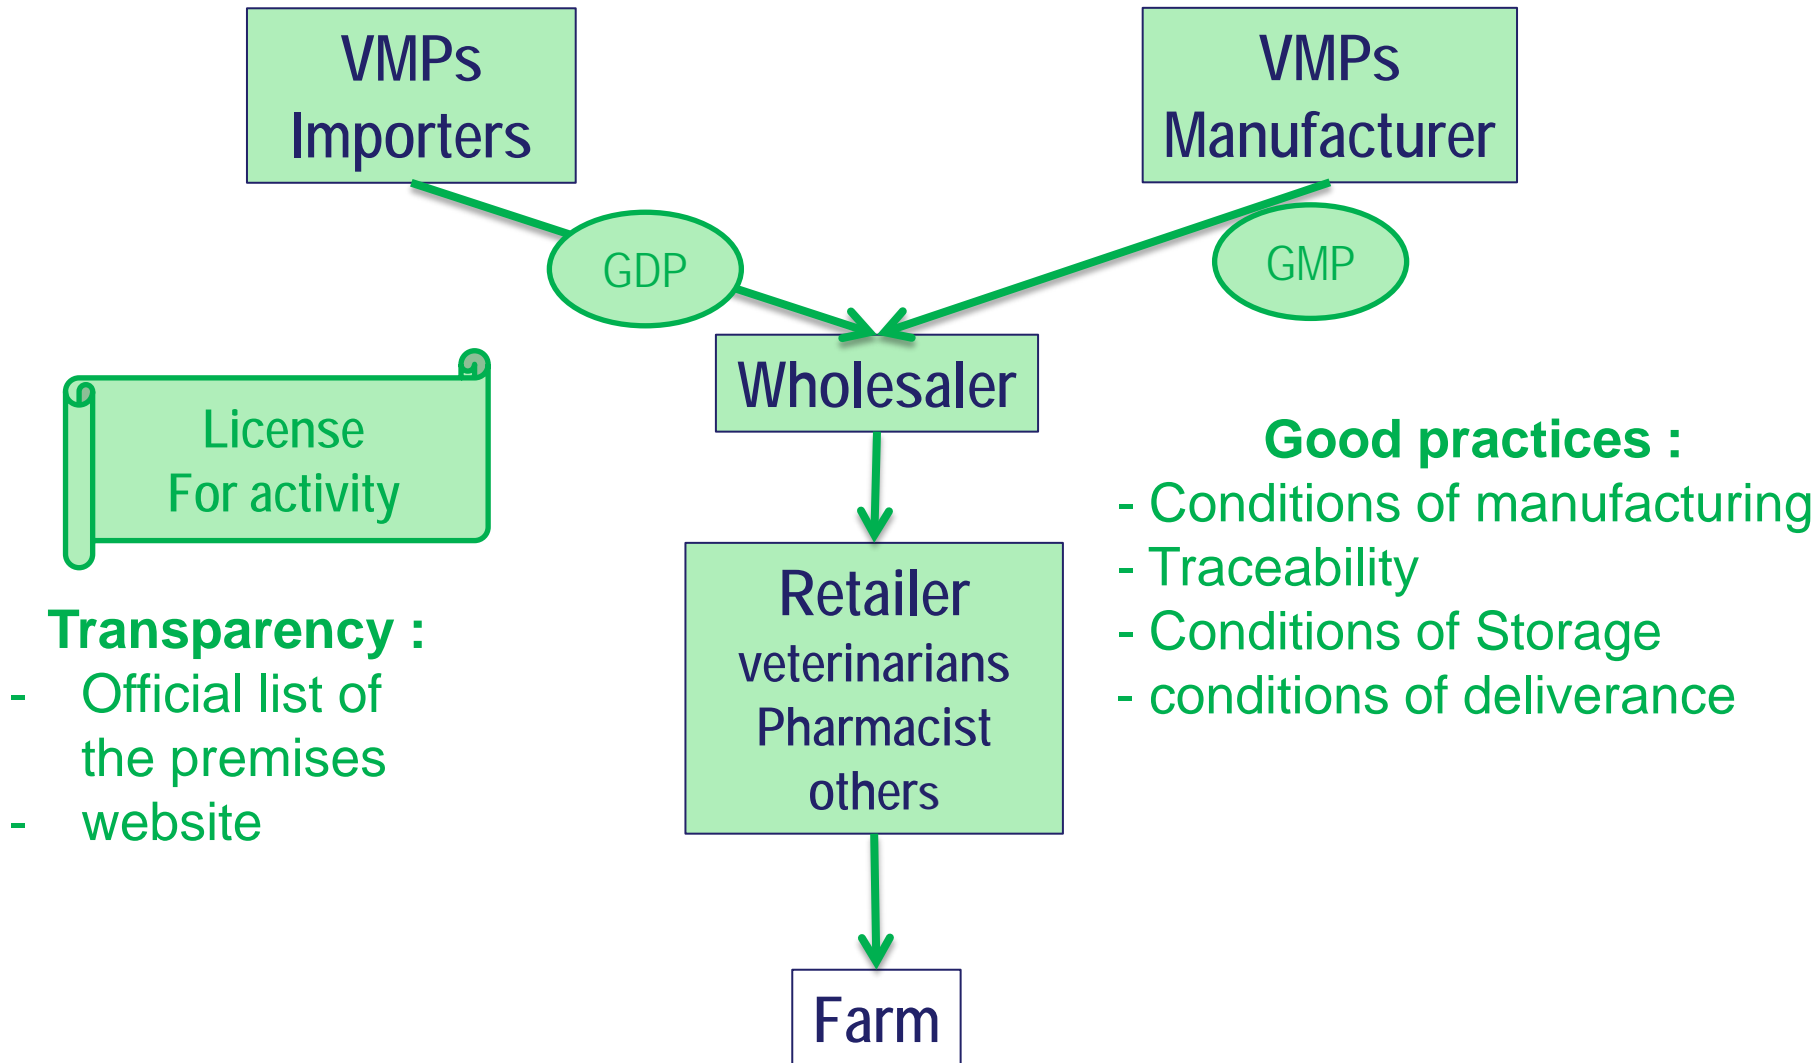 VMPs
Importers
VMPs
Manufacturer
GDP
GMP
Wholesaler
License
For activity
Good practices :
- Conditions of manufacturing
- Traceability
- Conditions of Storage
- conditions of deliverance
Retailer
veterinarians
Pharmacist
others
Transparency :
- Official list of
the premises
- website
Farm